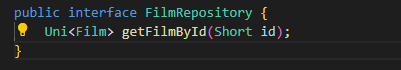 public interface FilmRepository {
    Uni<Film> getFilmById(Short id);
}